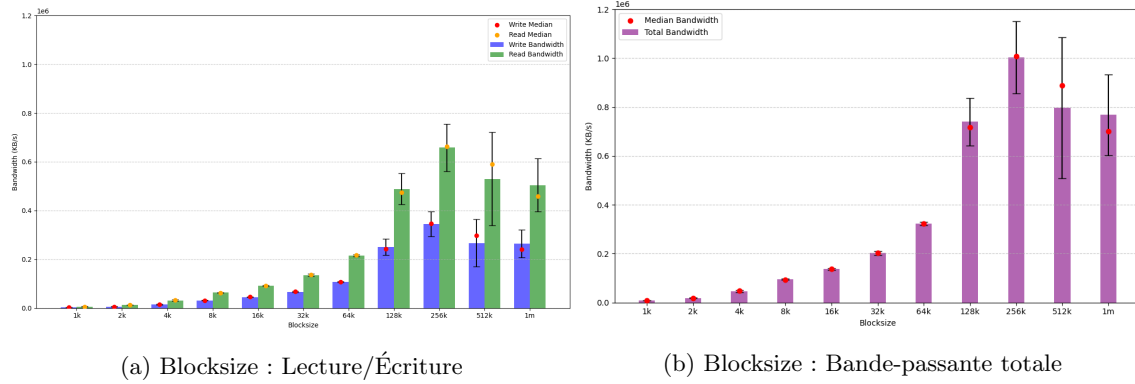 1e6
1.2
1.0
0.8
0.6
0.4
0.2
0.0
Bandwidth (KB/s)
Write Median
Read Median
Write Bandwidth
Read Bandwidth
1k 2k 4k 8k 16k 32k 64k 128k 256k 512k 1m
Blocksize
(a) Blocksize : Lecture/Écriture
1e6
1.2
1.0
0.8
0.6
0.4
0.2
0.0
Bandwidth (KB/s)
Median Bandwidth
Total Bandwidth
1k 2k 4k 8k 16k 32k 64k 128k 256k 512k 1m
Blocksize
(b) Blocksize : Bande-passante totale